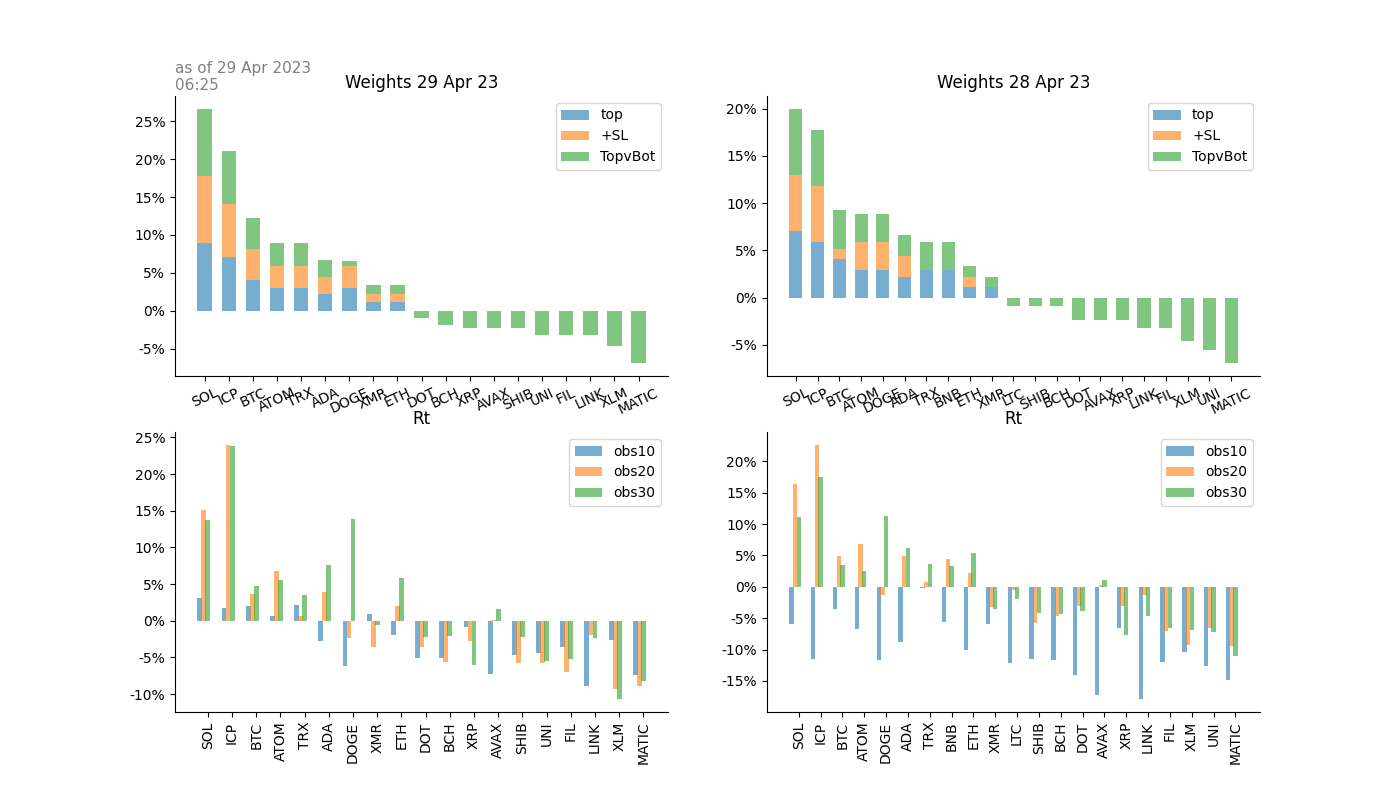 as of 29 Apr 2023
06:25
Weights 29 Apr 23
25%
20%
15%
10%
5%
0%
-5%
top
+SL
TopvBot
SOL ICP BTC ATOM TRX ADA DOGE XMR ETH DOT BCH XRP AVAX SHIB UNI FIL LINK XLM MATIC
Weights 28 Apr 23
20%
15%
10%
5%
0%
-5%
top
+SL
TopvBot
SOL ICP BTC ATOM DOGE ADA TRX BNB ETH XMR LTC SHIB BCH DOT AVAX XRP LINK FIL XLM UNI MATIC
Rt
25%
20%
15%
10%
5%
0%
-5%
-10%
obs10
obs20
obs30
SOL ICP BTC ATOM TRX ADA DOGE XMR ETH DOT BCH XRP AVAX SHIB UNI FIL LINK XLM MATIC
Rt
20%
15%
10%
5%
0%
-5%
-10%
-15%
obs10
obs20
obs30
SOL ICP BTC ATOM DOGE ADA TRX BNB ETH XMR LTC SHIB BCH DOT AVAX XRP LINK FIL XLM UNI MATIC